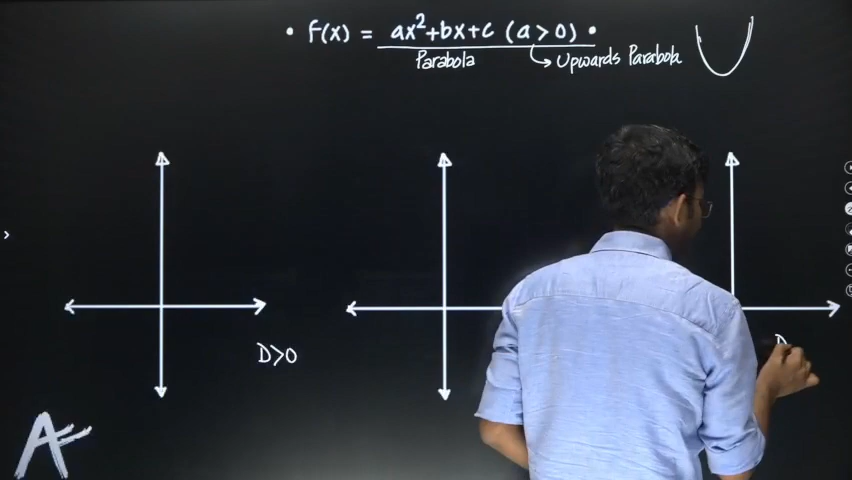 • f(x) = ax²+bx+c (a>0) •
Parabola → Upwards Parabola
D>0
D
A